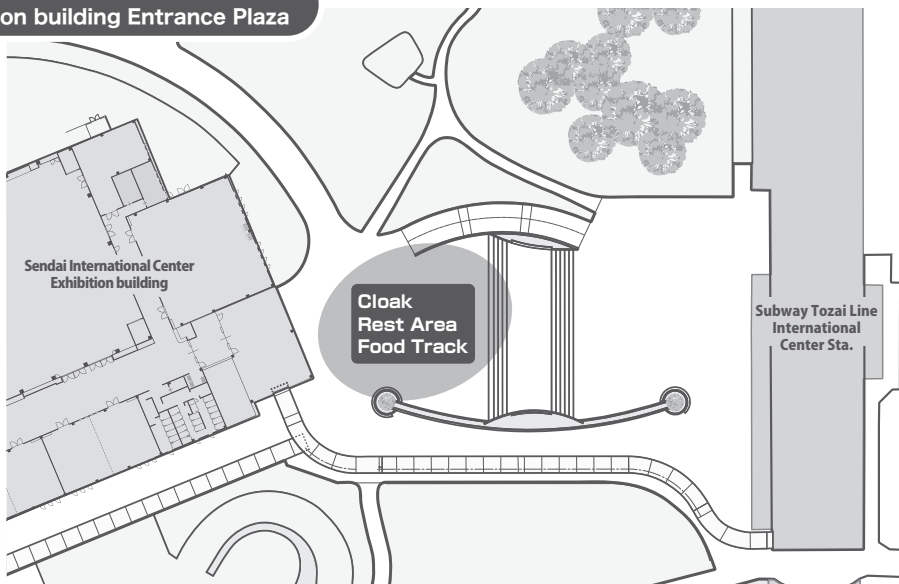 on building Entrance Plaza
Sendai International Center
Exhibition building
Cloak
Rest Area
Food Track
Subway Tozai Line
International
Center Sta.